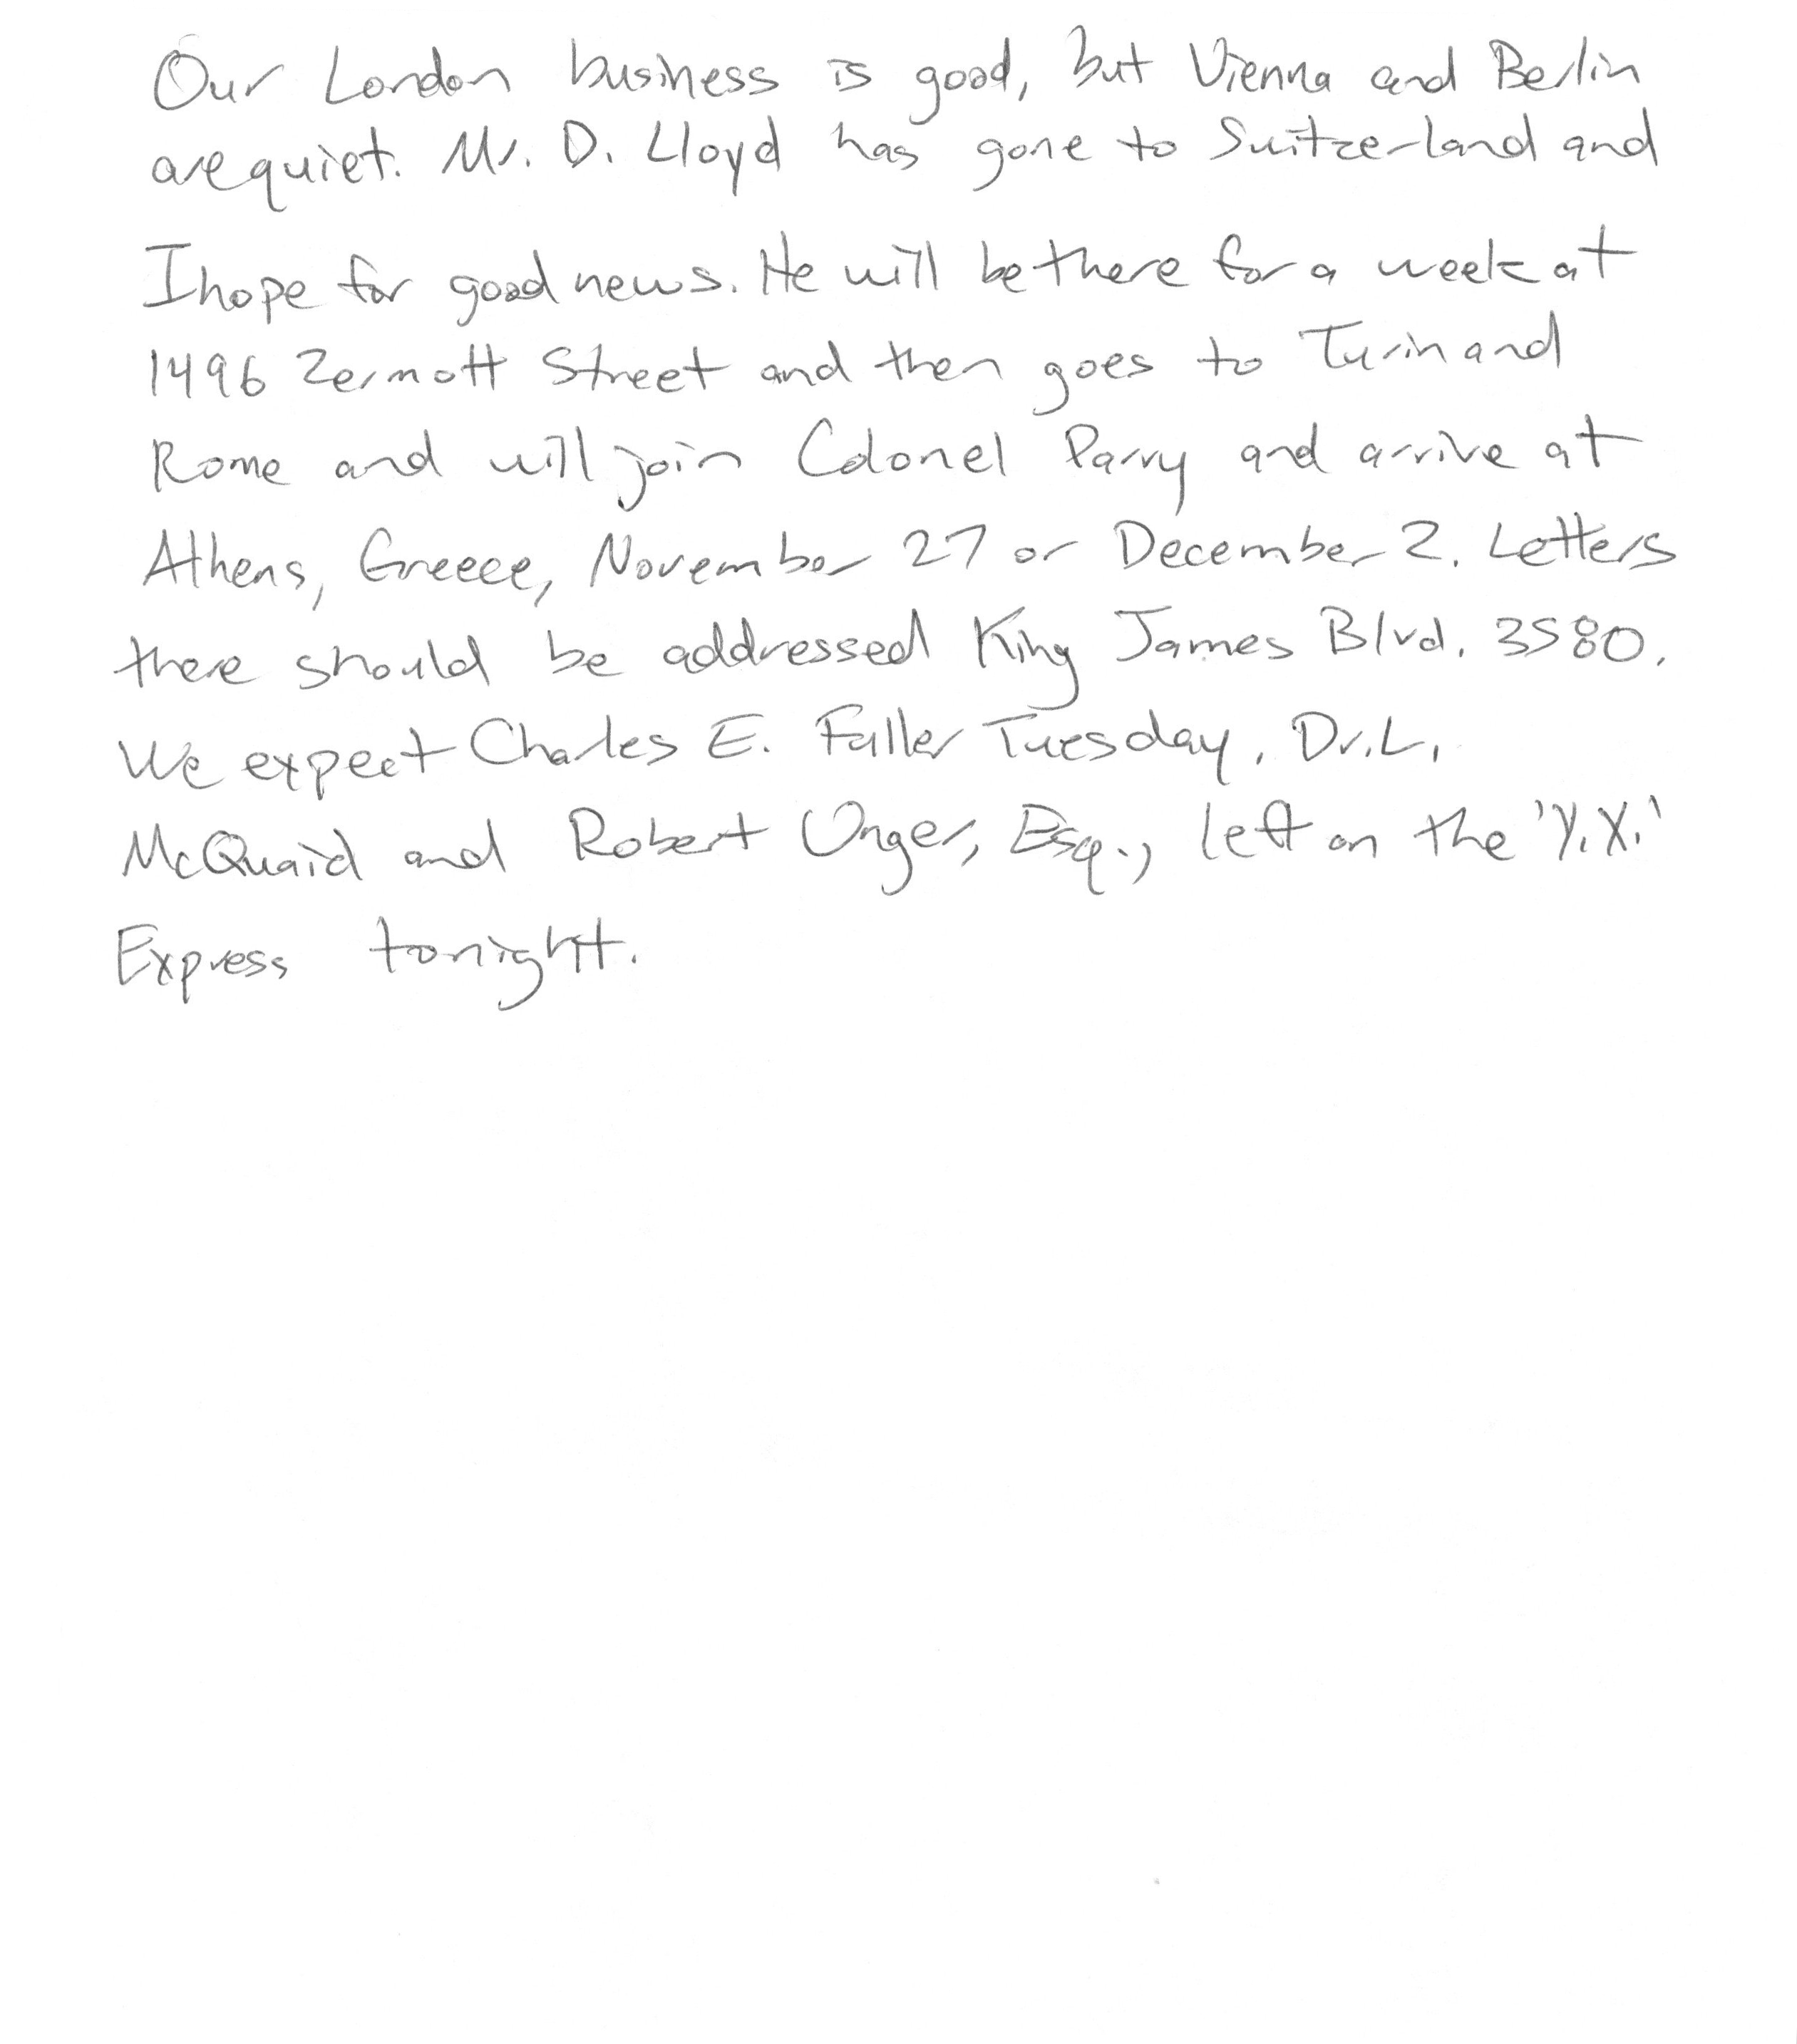 Our London business is good, but Vienna and Berlin
are quiet. Mr. D. Lloyd has gone to Switzerland and
I hope for good news. He will be there for a week at
1496 Zermott Street and then goes to Turin and
Rome and will join Colonel Parry and arrive at
Athens, Greece, November 27 or December 2. Letters
there should be addressed King James Blvd. 3580.
We expect Charles E. Fuller Tuesday. Dr. L.
McQuaid and Robert Unger, Esq., left on the 'Y.X.'
Express tonight.